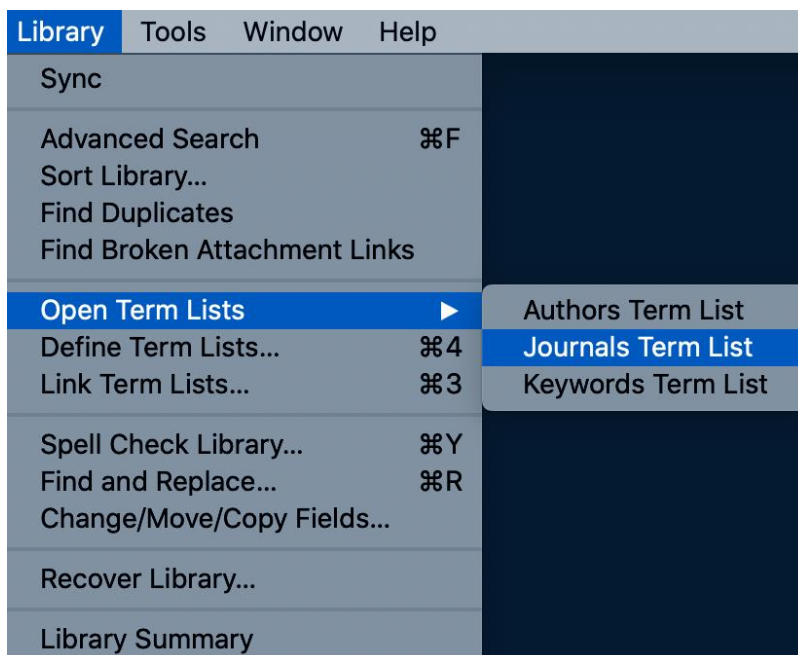 Library Tools Window Help
Sync
Advanced Search ⌘F
Sort Library...
Find Duplicates
Find Broken Attachment Links
Open Term Lists ▶
Authors Term List
Define Term Lists... ⌘4
Journals Term List
Link Term Lists... ⌘3
Keywords Term List
Spell Check Library... ⌘Y
Find and Replace... ⌘R
Change/Move/Copy Fields...
Recover Library...
Library Summary